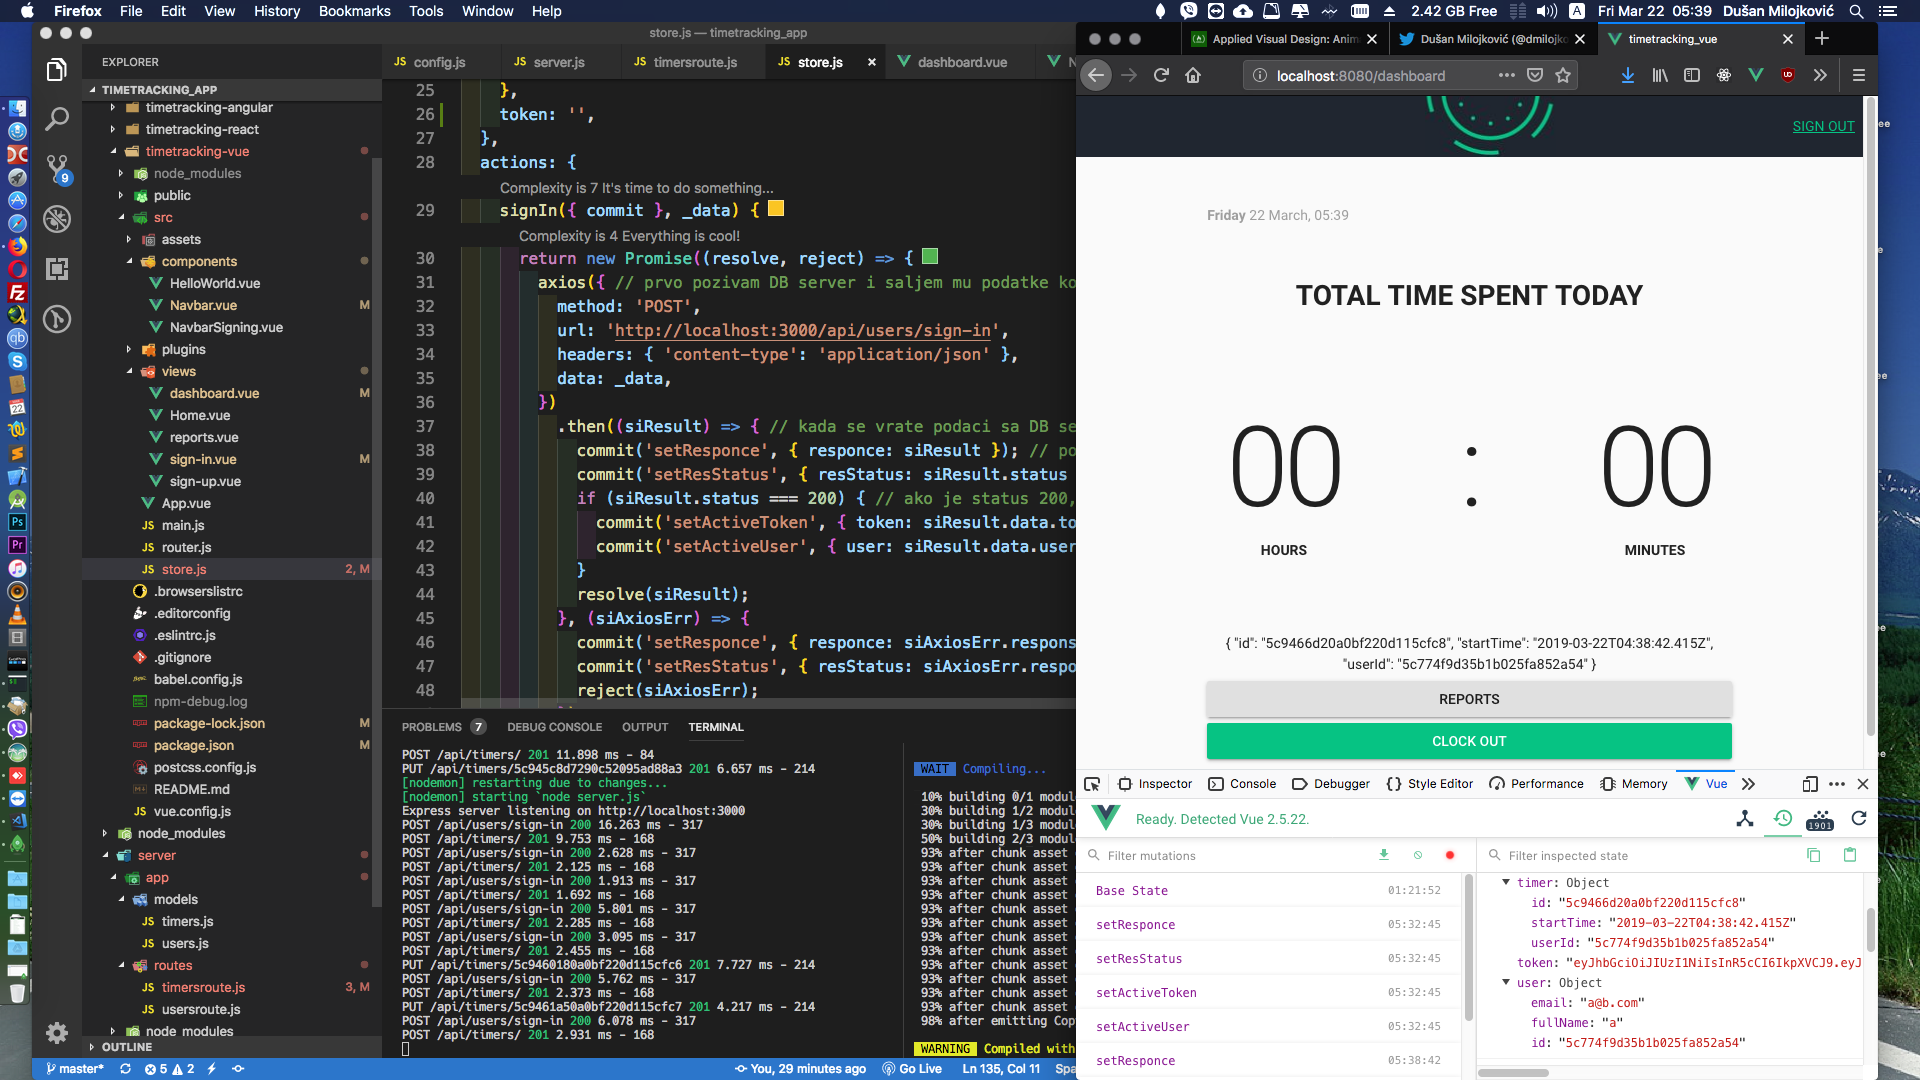 Firefox File Edit View History Bookmarks Tools Window Help
2.42 GB Free Fri Mar 22 05:39 Dušan Milojković
store.js — timetracking_app
EXPLORER
TIMETRACKING_APP
timetracking-angular
timetracking-react
timetracking-vue
node_modules
public
src
assets
components
HelloWorld.vue
Navbar.vue M
NavbarSigning.vue
plugins
views
dashboard.vue M
Home.vue
reports.vue
sign-in.vue M
sign-up.vue
App.vue
main.js
router.js
store.js 2, M
.browserslistrc
.editorconfig
.eslintrc.js
.gitignore
babel.config.js
npm-debug.log
package-lock.json M
package.json M
postcss.config.js
README.md
vue.config.js
node_modules
server
app
models
timers.js
users.js
routes
timersroute.js 3, M
usersroute.js
node_modules
OUTLINE
config.js server.js timersroute.js store.js dashboard.vue N
25 },
26 token: '',
27 },
28 actions: {
Complexity is 7 It's time to do something...
29 signIn({ commit }, _data) {
Complexity is 4 Everything is cool!
30 return new Promise((resolve, reject) => {
31 axios({ // prvo pozivam DB server i saljem mu podatke ko
32 method: 'POST',
33 url: 'http://localhost:3000/api/users/sign-in',
34 headers: { 'content-type': 'application/json' },
35 data: _data,
36 })
37 .then((siResult) => { // kada se vrate podaci sa DB se
38 commit('setResponce', { responce: siResult }); // po
39 commit('setResStatus', { resStatus: siResult.status
40 if (siResult.status === 200) { // ako je status 200,
41 commit('setActiveToken', { token: siResult.data.to
42 commit('setActiveUser', { user: siResult.data.user
43 }
44 resolve(siResult);
45 }, (siAxiosErr) => {
46 commit('setResponce', { responce: siAxiosErr.respons
47 commit('setResStatus', { resStatus: siAxiosErr.respo
48 reject(siAxiosErr);
PROBLEMS 7 DEBUG CONSOLE OUTPUT TERMINAL
POST /api/timers/ 201 11.898 ms - 84
PUT /api/timers/5c945c8d7290c52095ad88a3 201 6.657 ms - 214
[nodemon] restarting due to changes...
[nodemon] starting `node server.js`
Express server listening on http://localhost:3000
POST /api/users/sign-in 200 16.263 ms - 317
POST /api/timers/ 201 9.753 ms - 168
POST /api/users/sign-in 200 2.628 ms - 317
POST /api/timers/ 201 2.125 ms - 168
POST /api/users/sign-in 200 1.913 ms - 317
POST /api/timers/ 201 1.692 ms - 168
POST /api/users/sign-in 200 5.801 ms - 317
POST /api/timers/ 201 2.285 ms - 168
POST /api/users/sign-in 200 3.095 ms - 317
POST /api/timers/ 201 2.455 ms - 168
PUT /api/timers/5c9460180a0bf220d115cfc6 201 7.727 ms - 214
POST /api/users/sign-in 200 5.762 ms - 317
POST /api/timers/ 201 2.373 ms - 168
PUT /api/timers/5c9461a50a0bf220d115cfc7 201 4.217 ms - 214
POST /api/users/sign-in 200 6.078 ms - 317
POST /api/timers/ 201 2.931 ms - 168
WAIT Compiling...
10% building 0/1 modul
30% building 1/2 modul
30% building 1/3 modul
50% building 2/3 modul
93% after chunk asset
93% after chunk asset
93% after chunk asset
93% after chunk asset
93% after chunk asset
93% after chunk asset
93% after chunk asset
93% after chunk asset
93% after chunk asset
93% after chunk asset
93% after chunk asset
93% after chunk asset
98% after emitting Cop
WARNING Compiled with
master* 5 2 You, 29 minutes ago Go Live Ln 135, Col 11 Spa
Applied Visual Design: Anim Dušan Milojković (@dmilojko timetracking_vue
localhost:8080/dashboard
SIGN OUT
Friday 22 March, 05:39
TOTAL TIME SPENT TODAY
00 : 00
HOURS MINUTES
{ "id": "5c9466d20a0bf220d115cfc8", "startTime": "2019-03-22T04:38:42.415Z",
"userId": "5c774f9d35b1b025fa852a54" }
REPORTS
CLOCK OUT
Inspector Console Debugger Style Editor Performance Memory Vue
Ready. Detected Vue 2.5.22.
1901
Filter mutations
Base State 01:21:52
setResponce 05:32:45
setResStatus 05:32:45
setActiveToken 05:32:45
setActiveUser 05:32:45
setResponce 05:38:42
Filter inspected state
timer: Object
id: "5c9466d20a0bf220d115cfc8"
startTime: "2019-03-22T04:38:42.415Z"
userId: "5c774f9d35b1b025fa852a54"
token: "eyJhbGciOiJIUzI1NiIsInR5cCI6IkpXVCJ9.eyJ
user: Object
email: "a@b.com"
fullName: "a"
id: "5c774f9d35b1b025fa852a54"